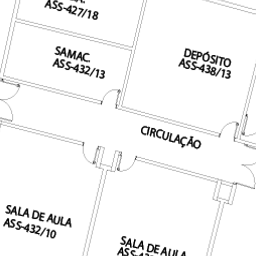 ASS-427/18
SAMAC.
ASS-432/13
DEPÓSITO
ASS-438/13
CIRCULAÇÃO
SALA DE AULA
ASS-432/10
SALA DE AULA